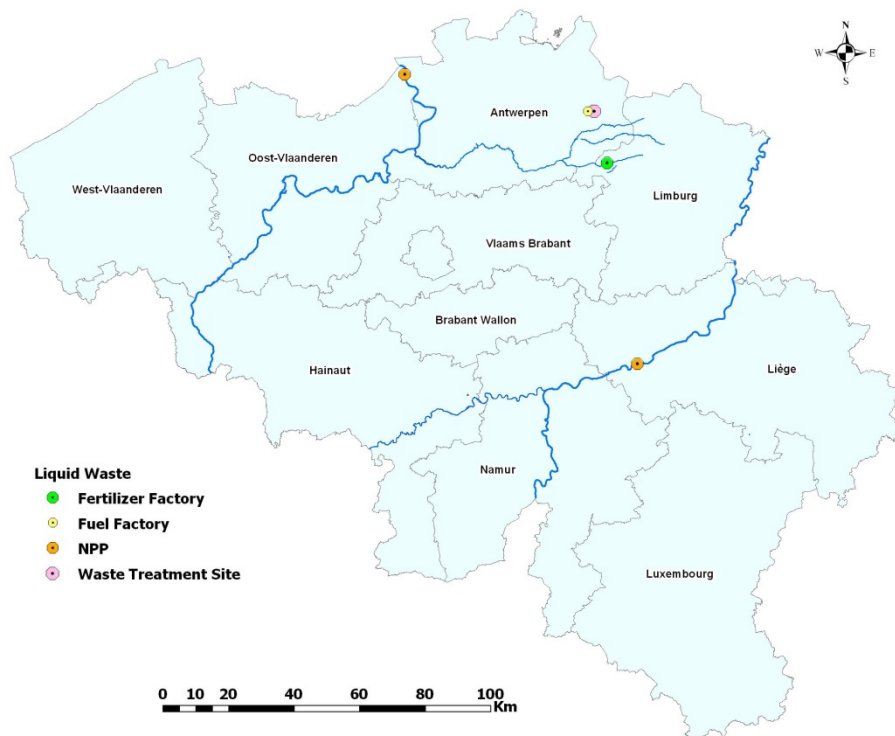 N
W E
S
Antwerpen
Oost-Vlaanderen
West-Vlaanderen
Limburg
Vlaams Brabant
Brabant Wallon
Hainaut
Liège
Namur
Luxembourg
Liquid Waste
Fertilizer Factory
Fuel Factory
NPP
Waste Treatment Site
0 10 20 40 60 80 100
Km